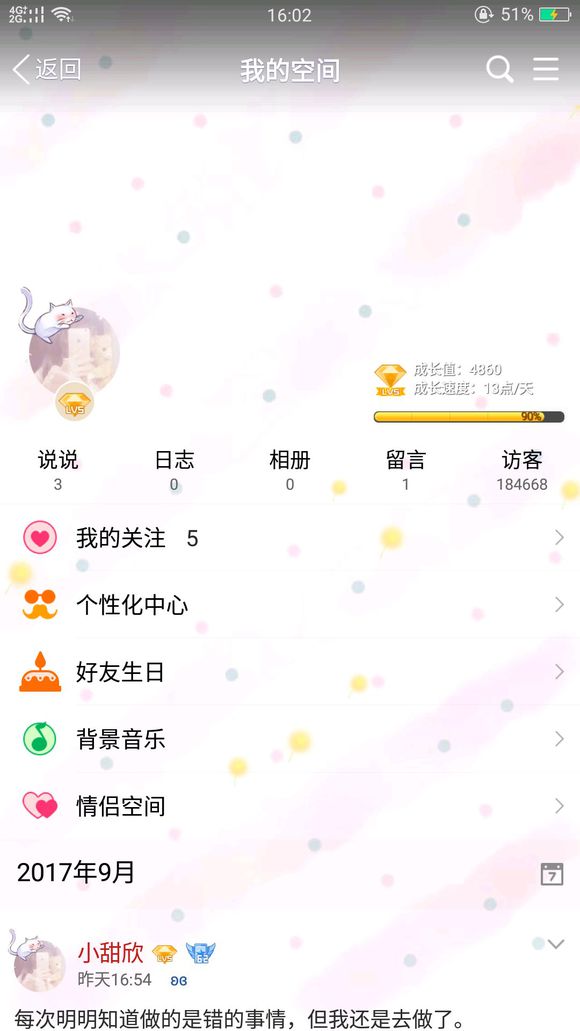 4G+ 2G 16:02 51%
返回 我的空间
成长值：4860
LV5 成长速度：13点/天
LV5 90%
说说 日志 相册 留言 访客
3 0 0 1 184668
我的关注 5
个性化中心
好友生日
背景音乐
情侣空间
2017年9月 7
小甜欣 LV5 62
昨天16:54
每次明明知道做的是错的事情，但我还是去做了。